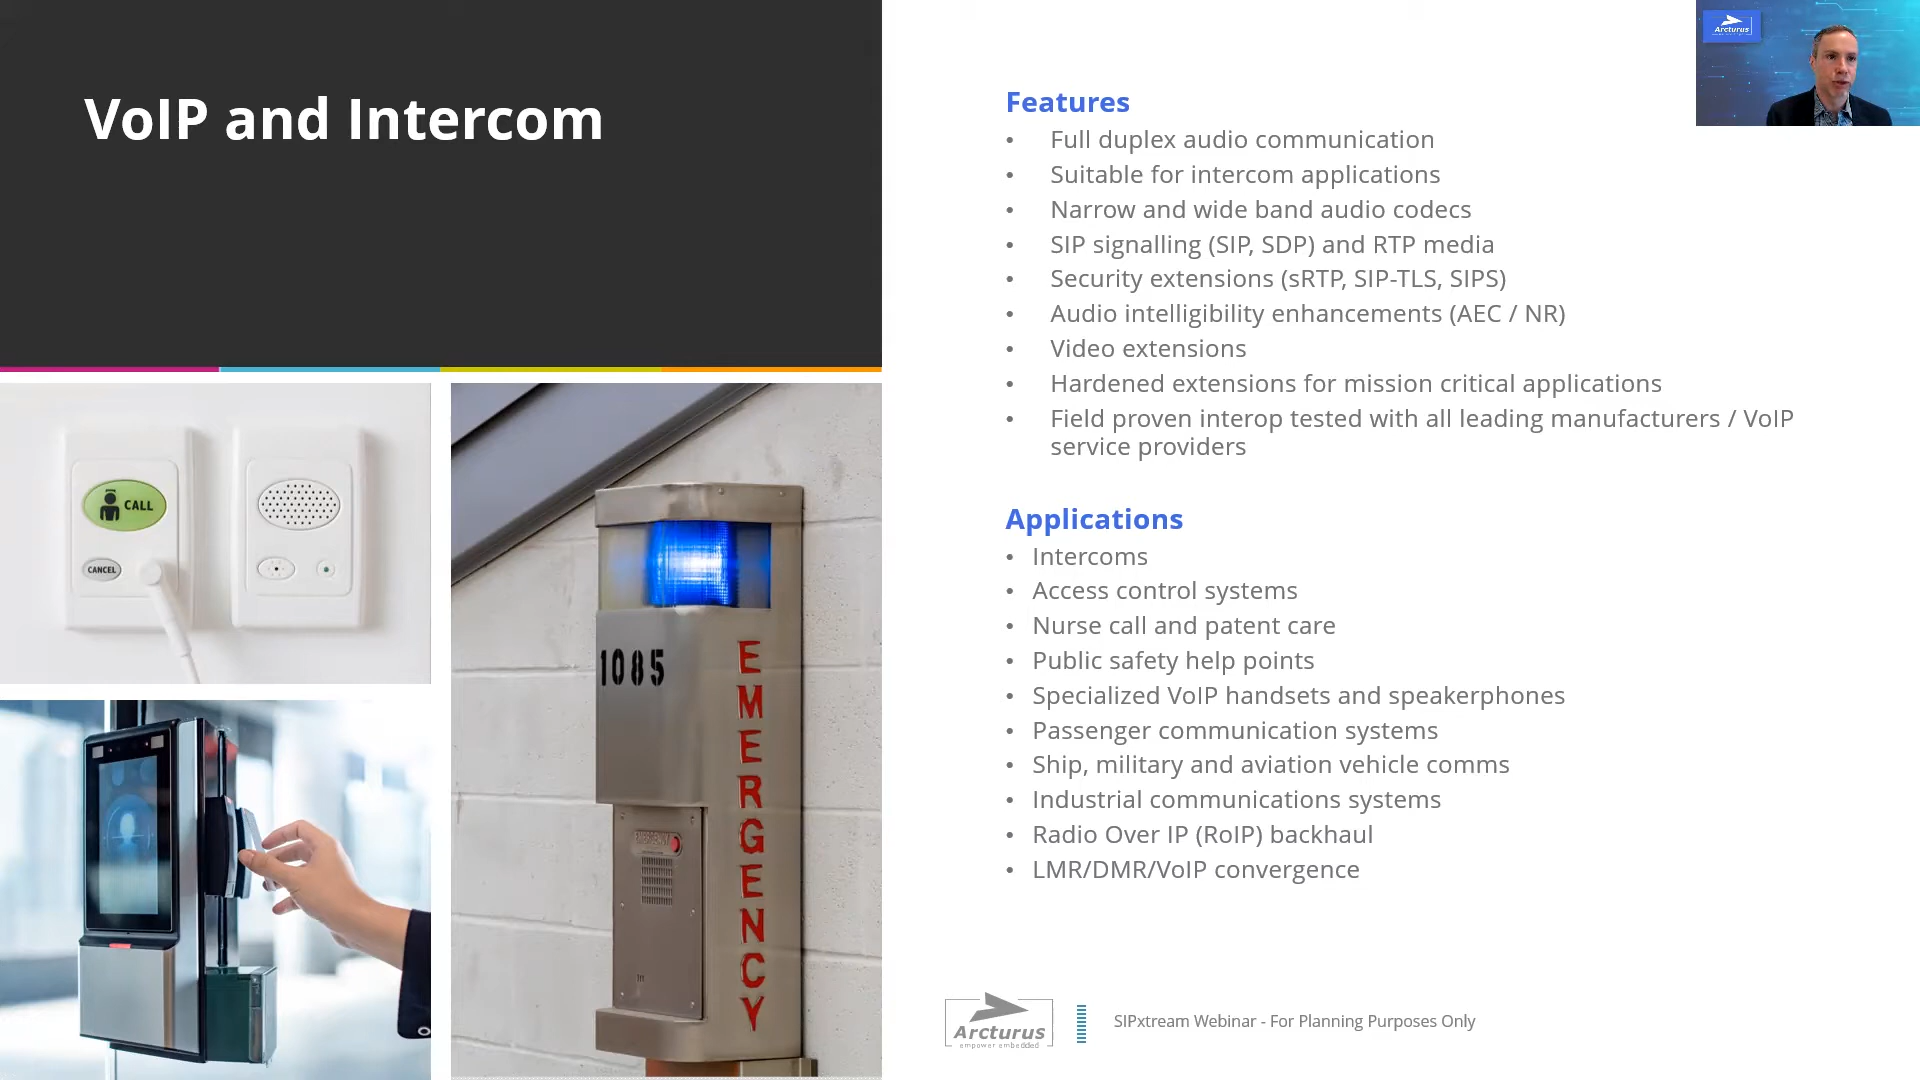 VoIP and Intercom
Arcturus
Features
• Full duplex audio communication
• Suitable for intercom applications
• Narrow and wide band audio codecs
• SIP signalling (SIP, SDP) and RTP media
• Security extensions (sRTP, SIP-TLS, SIPS)
• Audio intelligibility enhancements (AEC / NR)
• Video extensions
• Hardened extensions for mission critical applications
• Field proven interop tested with all leading manufacturers / VoIP
service providers
Applications
• Intercoms
• Access control systems
• Nurse call and patent care
• Public safety help points
• Specialized VoIP handsets and speakerphones
• Passenger communication systems
• Ship, military and aviation vehicle comms
• Industrial communications systems
• Radio Over IP (RoIP) backhaul
• LMR/DMR/VoIP convergence
CALL
CANCEL
1085
EMERGENCY
EMERGENCY
Arcturus
empower embedded
SIPxtream Webinar - For Planning Purposes Only